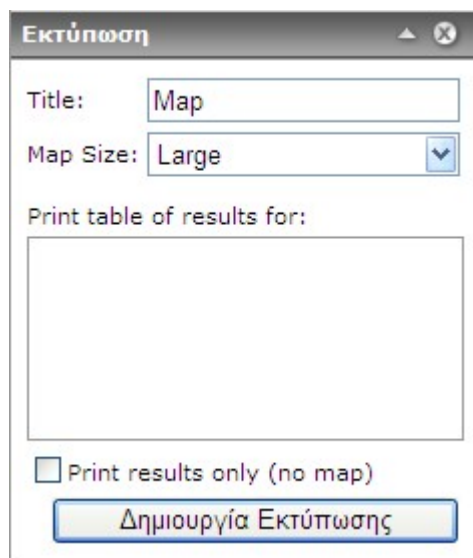 Εκτύπωση
Title: Map
Map Size: Large
Print table of results for:
Print results only (no map)
Δημιουργία Εκτύπωσης